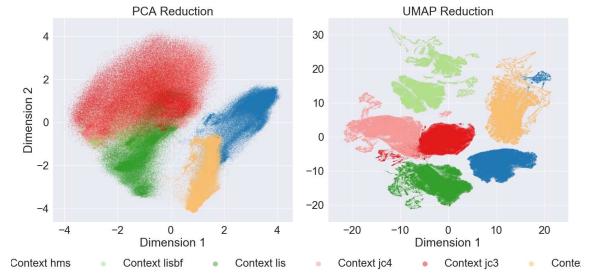 PCA Reduction
UMAP Reduction
4
2
0
−2
−4
Dimension 2
−4 −2 0 2 4
Dimension 1
30
20
10
0
−10
−20
−20 −10 0 10 20
Dimension 1
Context hms Context lisbf Context lis Context jc4 Context jc3 Conte